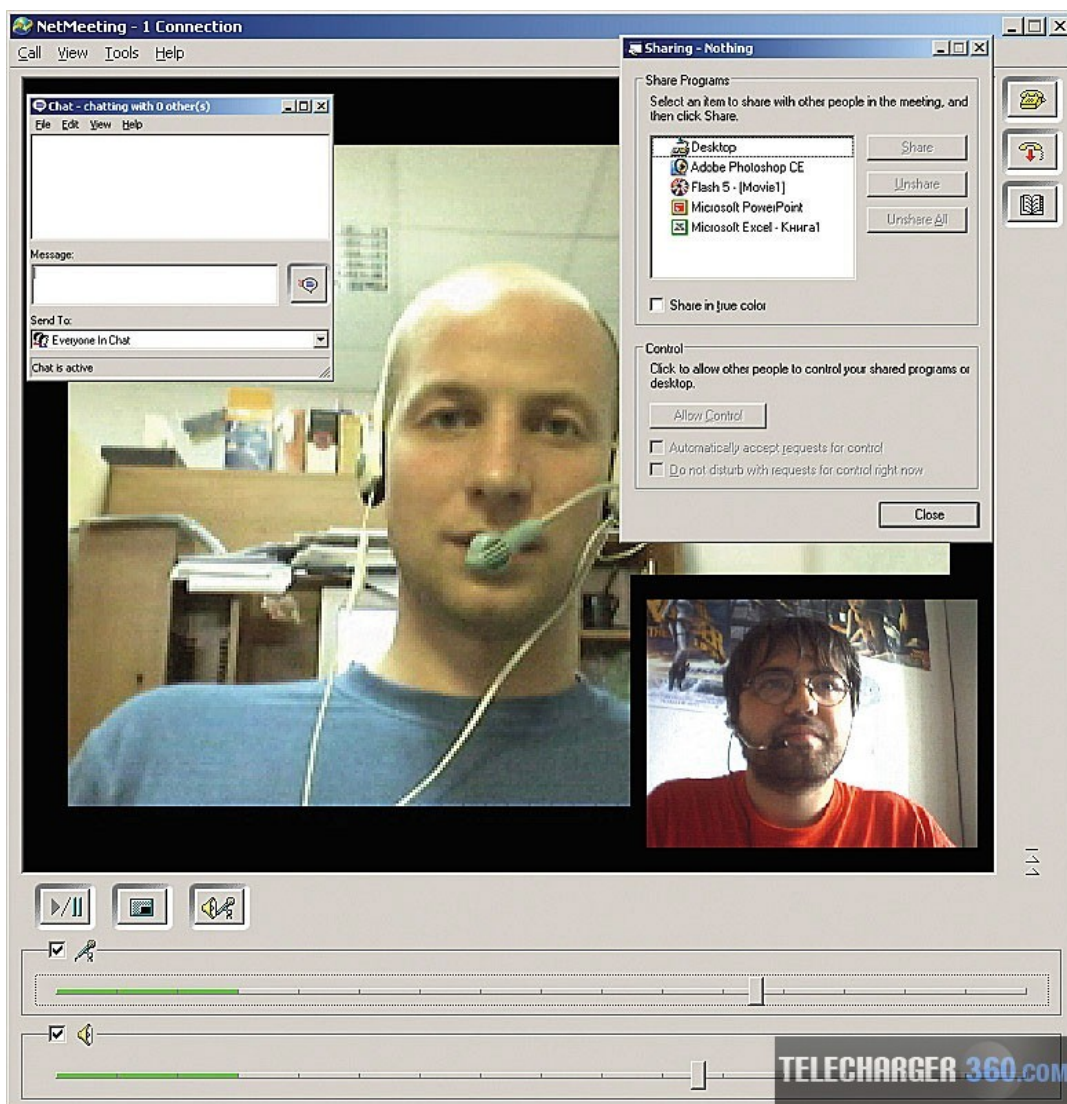 NetMeeting - 1 Connection
Call View Tools Help
Chat - chatting with 0 other(s)
File Edit View Help
Message:
Send To:
Everyone In Chat
Chat is active
Sharing - Nothing
Share Programs
Select an item to share with other people in the meeting, and
then click Share.
Desktop
Adobe Photoshop CE
Flash 5 - [Movie1]
Microsoft PowerPoint
Microsoft Excel - Книга1
Share
Unshare
Unshare All
Share in true color
Control
Click to allow other people to control your shared programs or
desktop.
Allow Control
Automatically accept requests for control
Do not disturb with requests for control right now
Close
TELECHARGER 360.COM